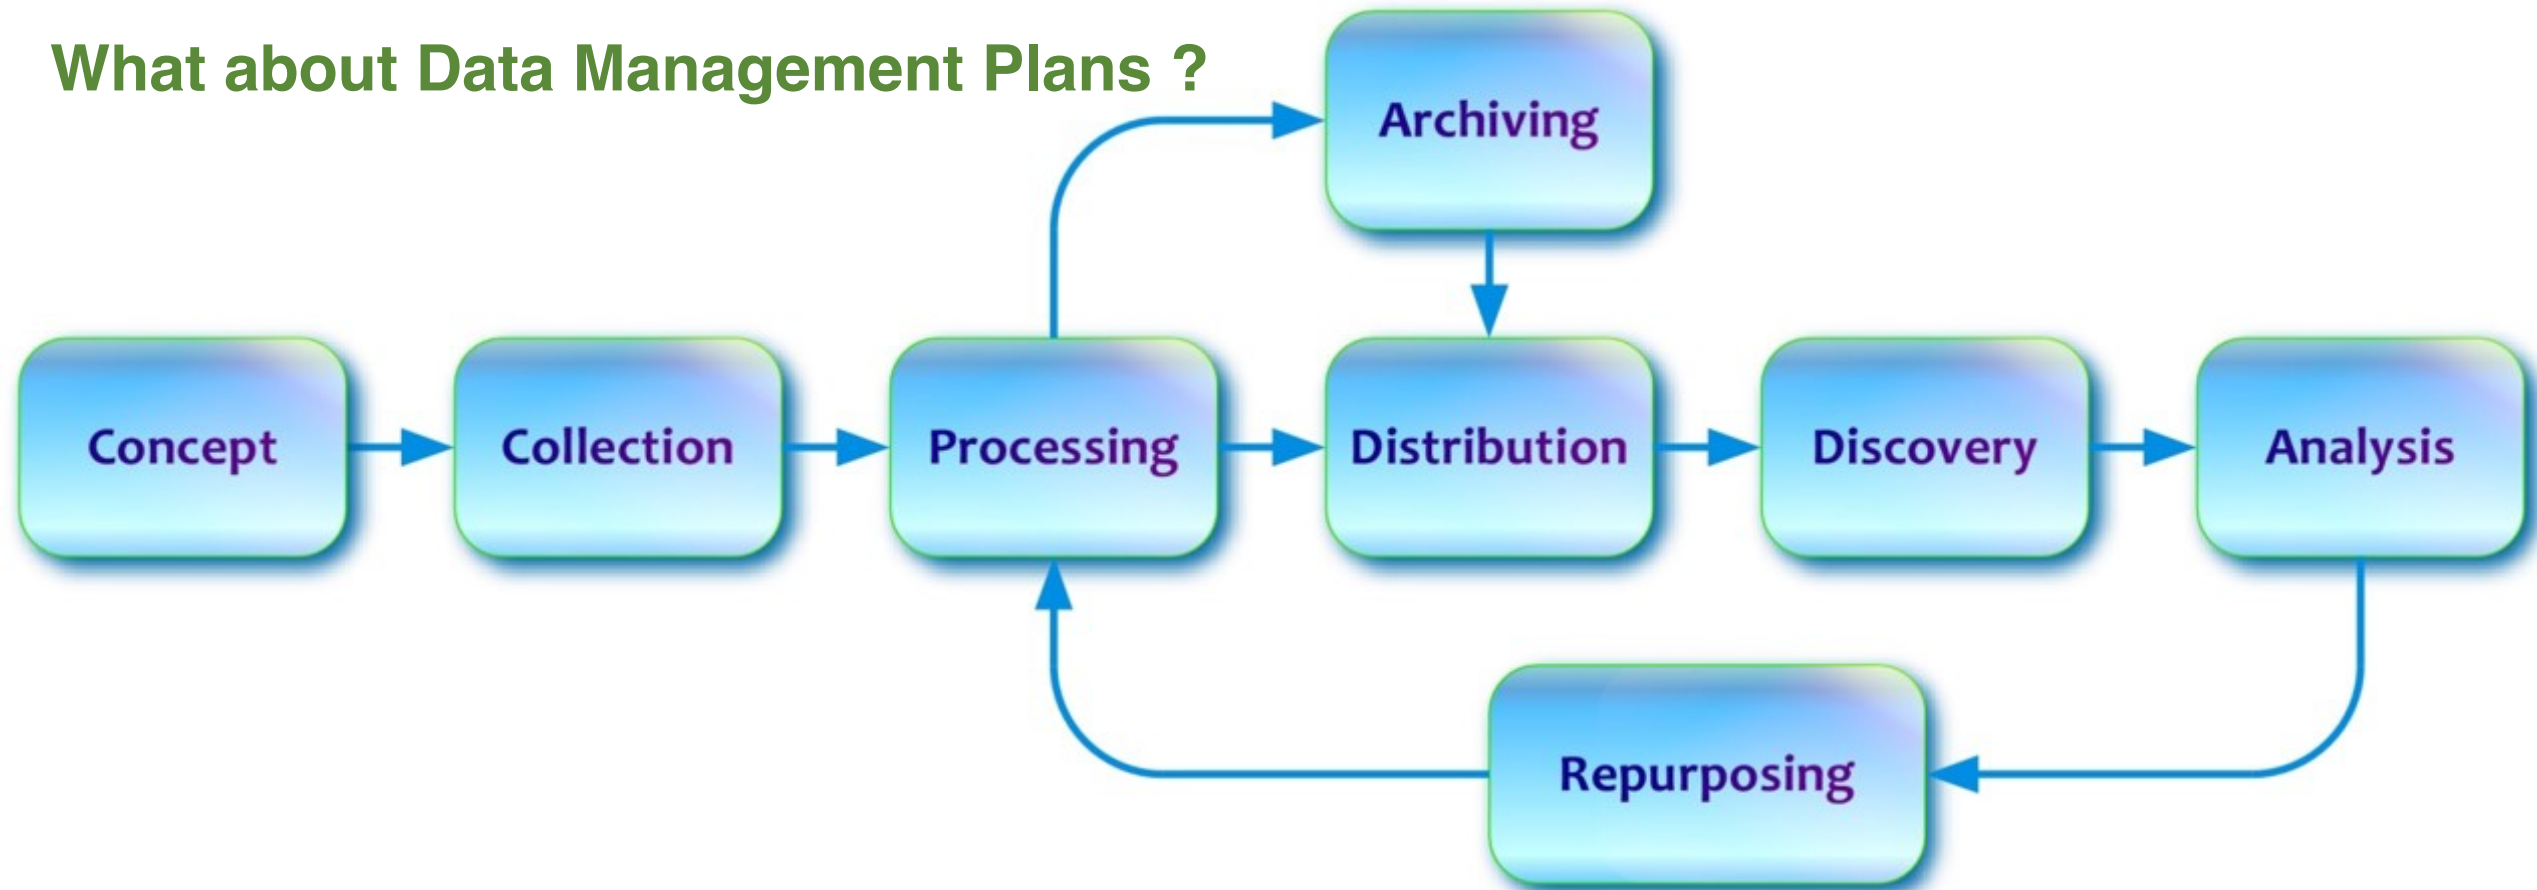 What about Data Management Plans ?
Archiving
Concept
Collection
Processing
Distribution
Discovery
Analysis
Repurposing